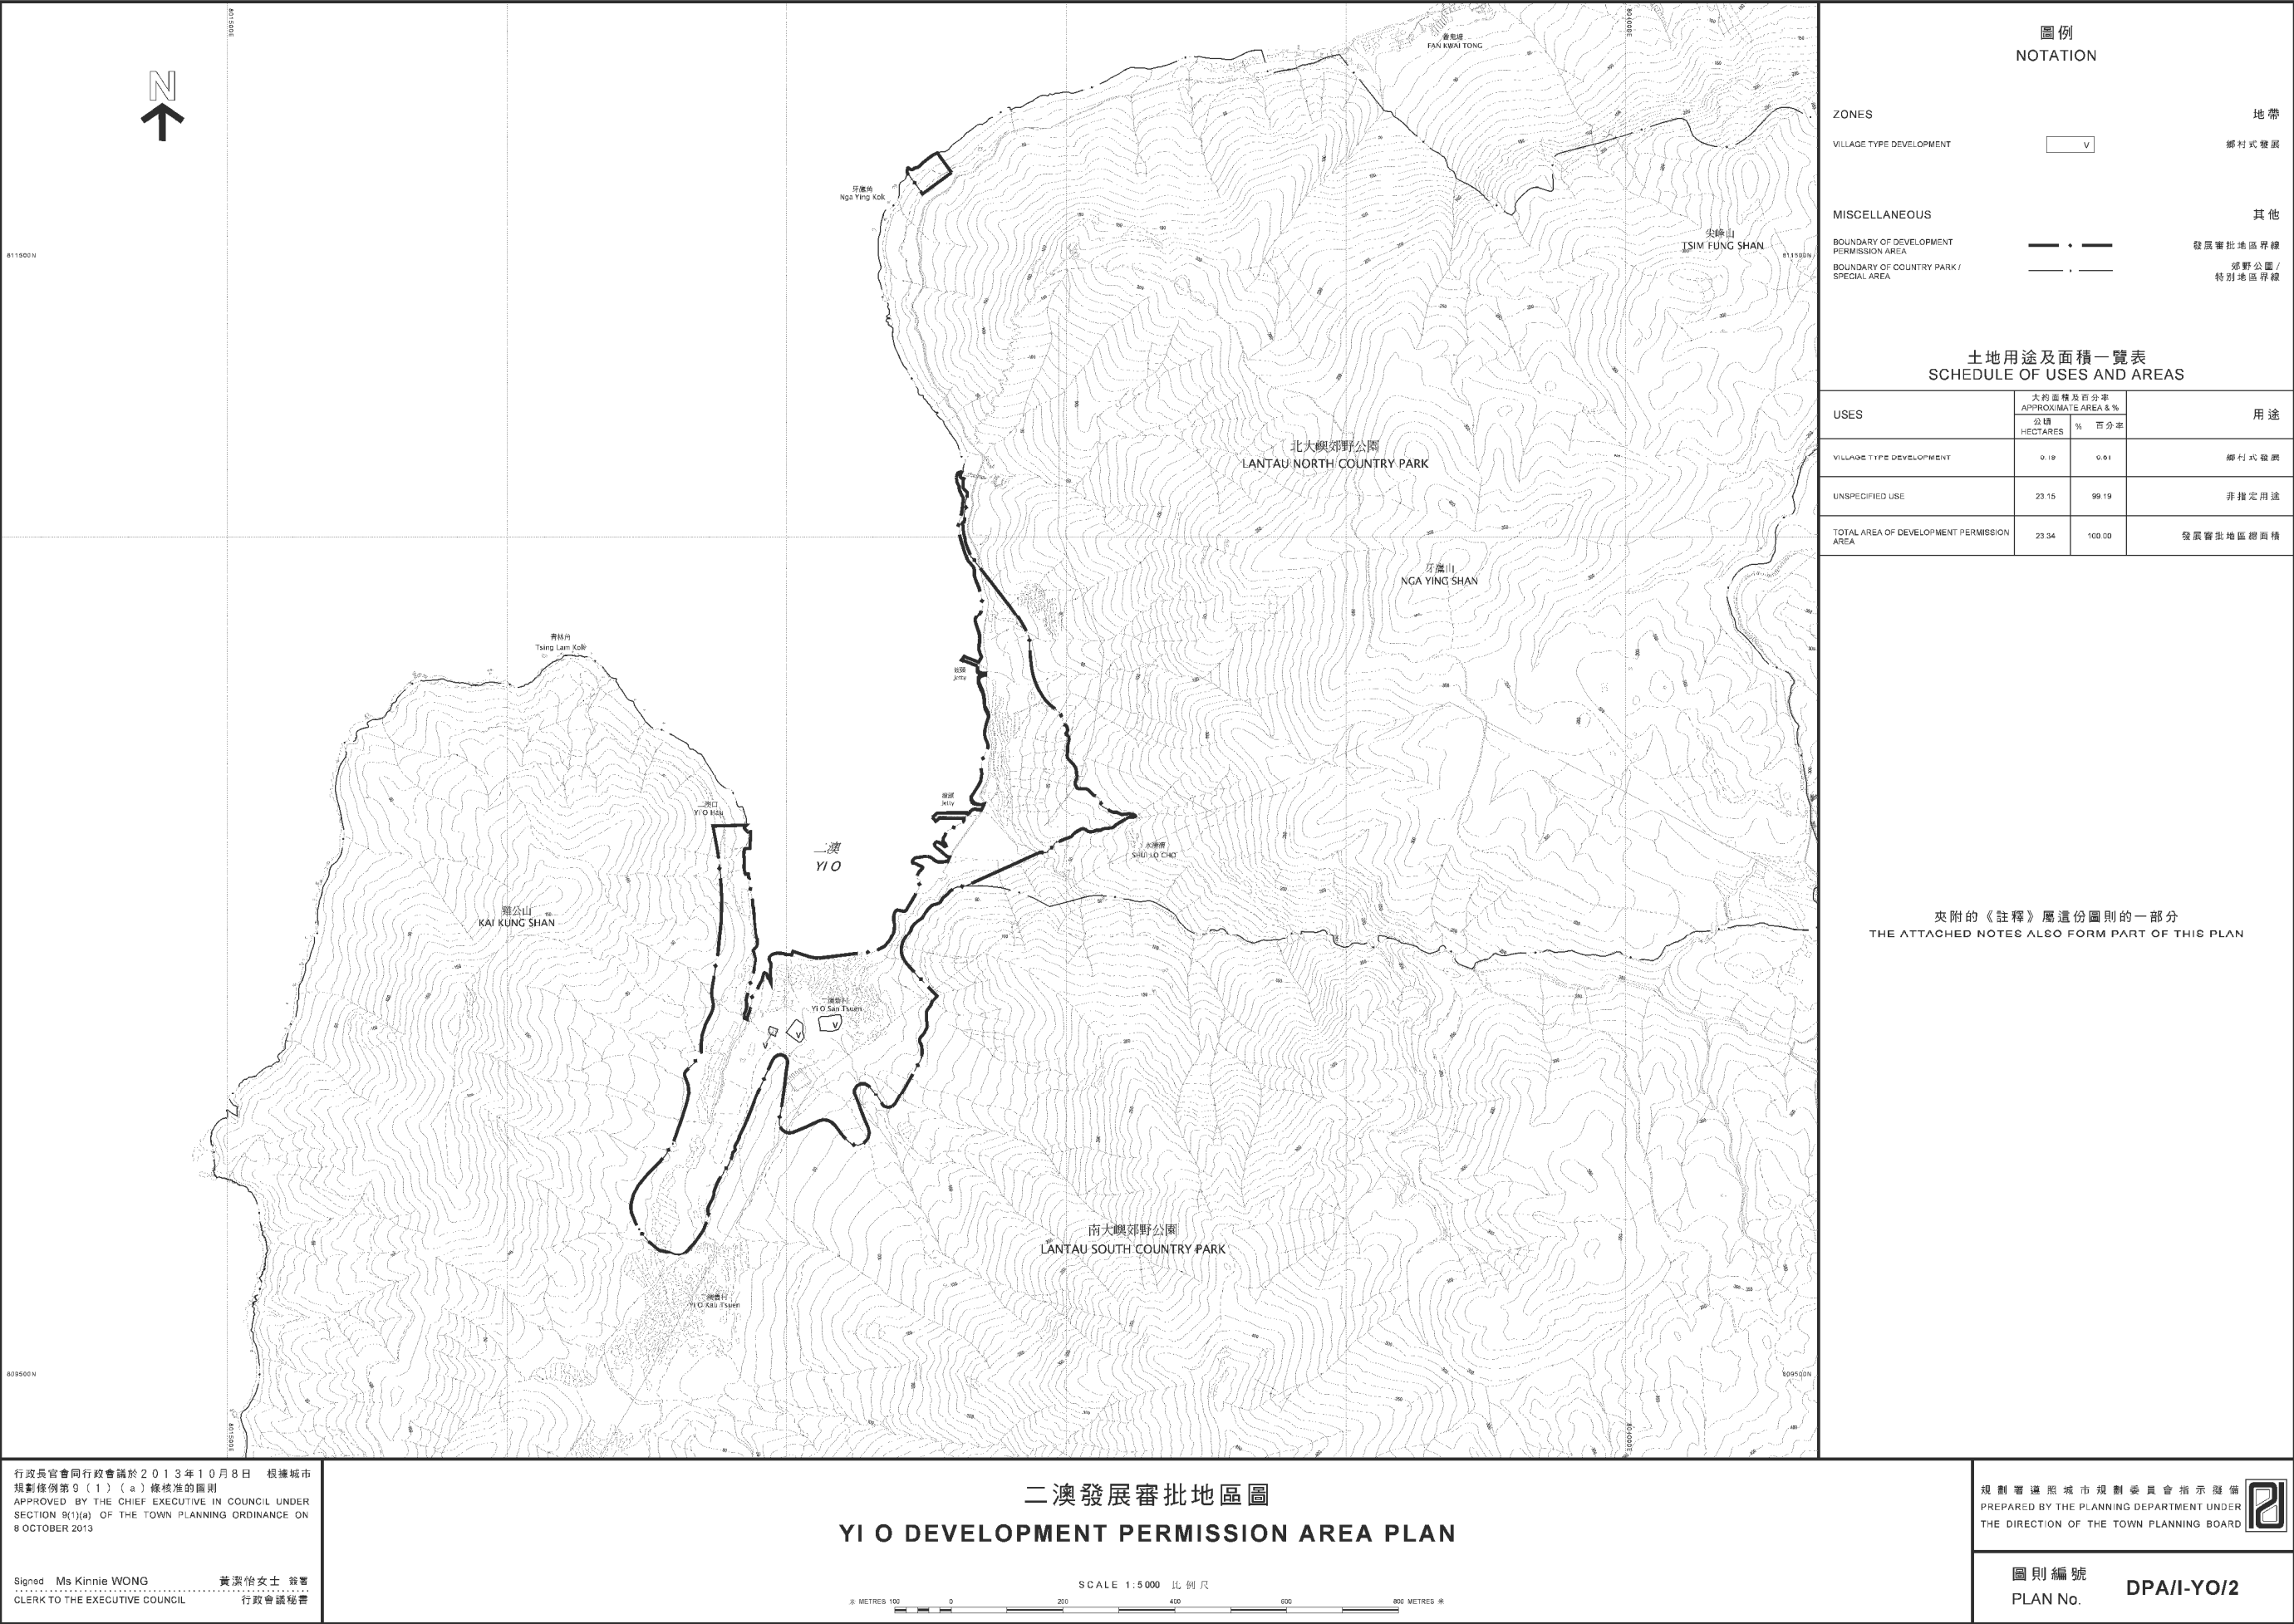 圖例
NOTATION
ZONES 地帶
VILLAGE TYPE DEVELOPMENT V 鄉村式發展
MISCELLANEOUS 其他
BOUNDARY OF DEVELOPMENT
PERMISSION AREA
發展審批地區界線
BOUNDARY OF COUNTRY PARK /
SPECIAL AREA
郊野公園/
特別地區界線
土地用途及面積一覽表
SCHEDULE OF USES AND AREAS
USES
大約面積及百分率
APPROXIMATE AREA & %
公頃
HECTARES
% 百分率
用途
VILLAGE TYPE DEVELOPMENT 0.19 鄉村式發展
UNSPECIFIED USE 23.15 99.19 非指定用途
TOTAL AREA OF DEVELOPMENT PERMISSION
AREA
23.34 100.00 發展審批地區總面積
夾附的《註釋》屬這份圖則的一部分
THE ATTACHED NOTES ALSO FORM PART OF THIS PLAN
N
801500E
804000E
811500N
811500N
809500N
809500N
801500E
804000E
FAN KWAI TONG
牙鷹角
Nga Ying Kok
尖峰山
TSIM FUNG SHAN
北大嶼郊野公園
LANTAU NORTH COUNTRY PARK
牙鷹山
NGA YING SHAN
青林角
Tsing Lam Kok
Jetty
二澳口
Yi O Hau
Jetty
二澳
YI O
水澇漕
SHUI LO CHO
雞公山
KAI KUNG SHAN
二澳新村
Yi O San Tsuen
V
V
V
南大嶼郊野公園
LANTAU SOUTH COUNTRY PARK
二澳舊村
Yi O Kau Tsuen
行政長官會同行政會議於2013年10月8日 根據城市
規劃條例第9(1)(a)條核准的圖則
APPROVED BY THE CHIEF EXECUTIVE IN COUNCIL UNDER
SECTION 9(1)(a) OF THE TOWN PLANNING ORDINANCE ON
8 OCTOBER 2013
Signed Ms Kinnie WONG 黃潔怡女士 簽署
CLERK TO THE EXECUTIVE COUNCIL 行政會議秘書
二澳發展審批地區圖
YI O DEVELOPMENT PERMISSION AREA PLAN
SCALE 1:5000 比例尺
米 METRES 100 0 200 400 600 800 METRES 米
規劃署遵照城市規劃委員會指示擬備
PREPARED BY THE PLANNING DEPARTMENT UNDER
THE DIRECTION OF THE TOWN PLANNING BOARD
圖則編號
PLAN No.
DPA/I-YO/2